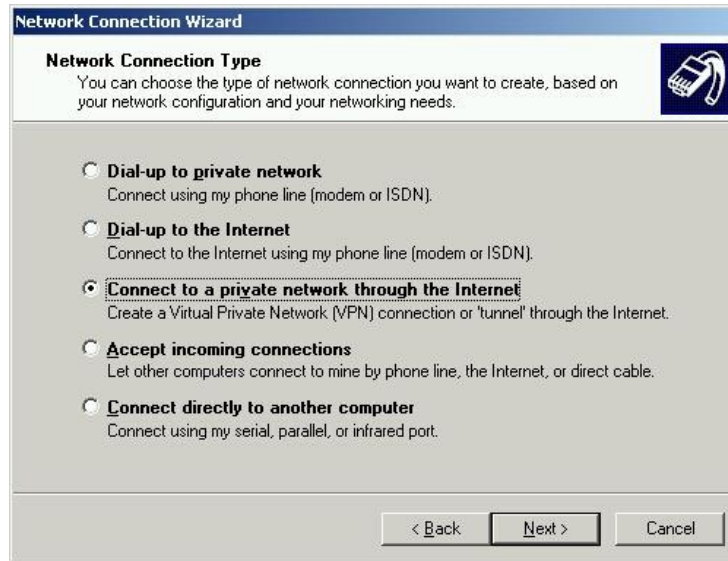 Network Connection Wizard
Network Connection Type
You can choose the type of network connection you want to create, based on
your network configuration and your networking needs.
Dial-up to private network
Connect using my phone line (modem or ISDN).
Dial-up to the Internet
Connect to the Internet using my phone line (modem or ISDN).
Connect to a private network through the Internet
Create a Virtual Private Network (VPN) connection or 'tunnel' through the Internet.
Accept incoming connections
Let other computers connect to mine by phone line, the Internet, or direct cable.
Connect directly to another computer
Connect using my serial, parallel, or infrared port.
< Back Next > Cancel